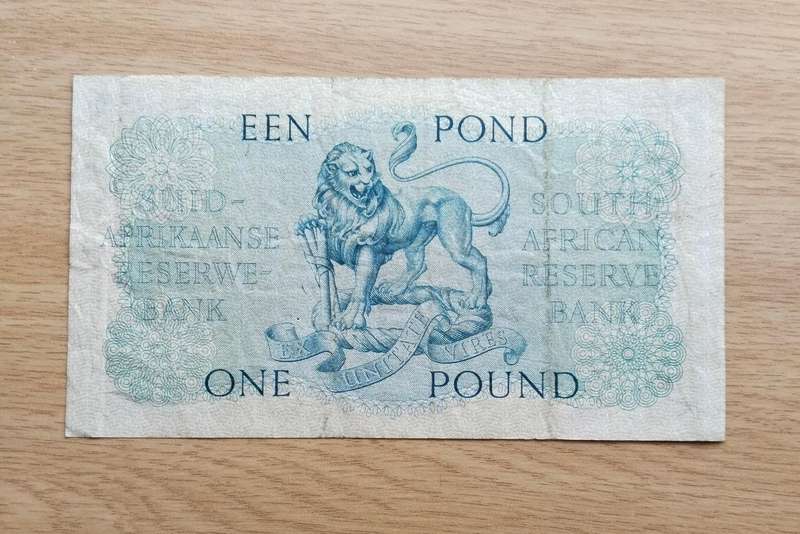 EEN POND
SUID-
AFRIKAANSE
RESERWE-
BANK
SOUTH
AFRICAN
RESERVE
BANK
EX UNITATE VIRES
ONE POUND